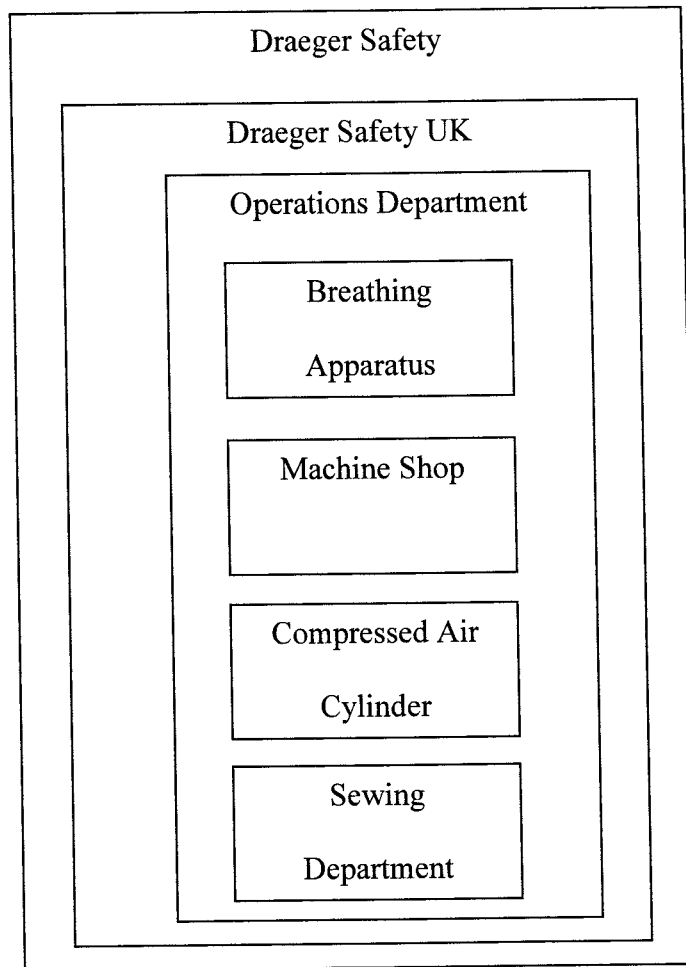 Draeger Safety
Draeger Safety UK
Operations Department
Breathing
Apparatus
Machine Shop
Compressed Air
Cylinder
Sewing
Department